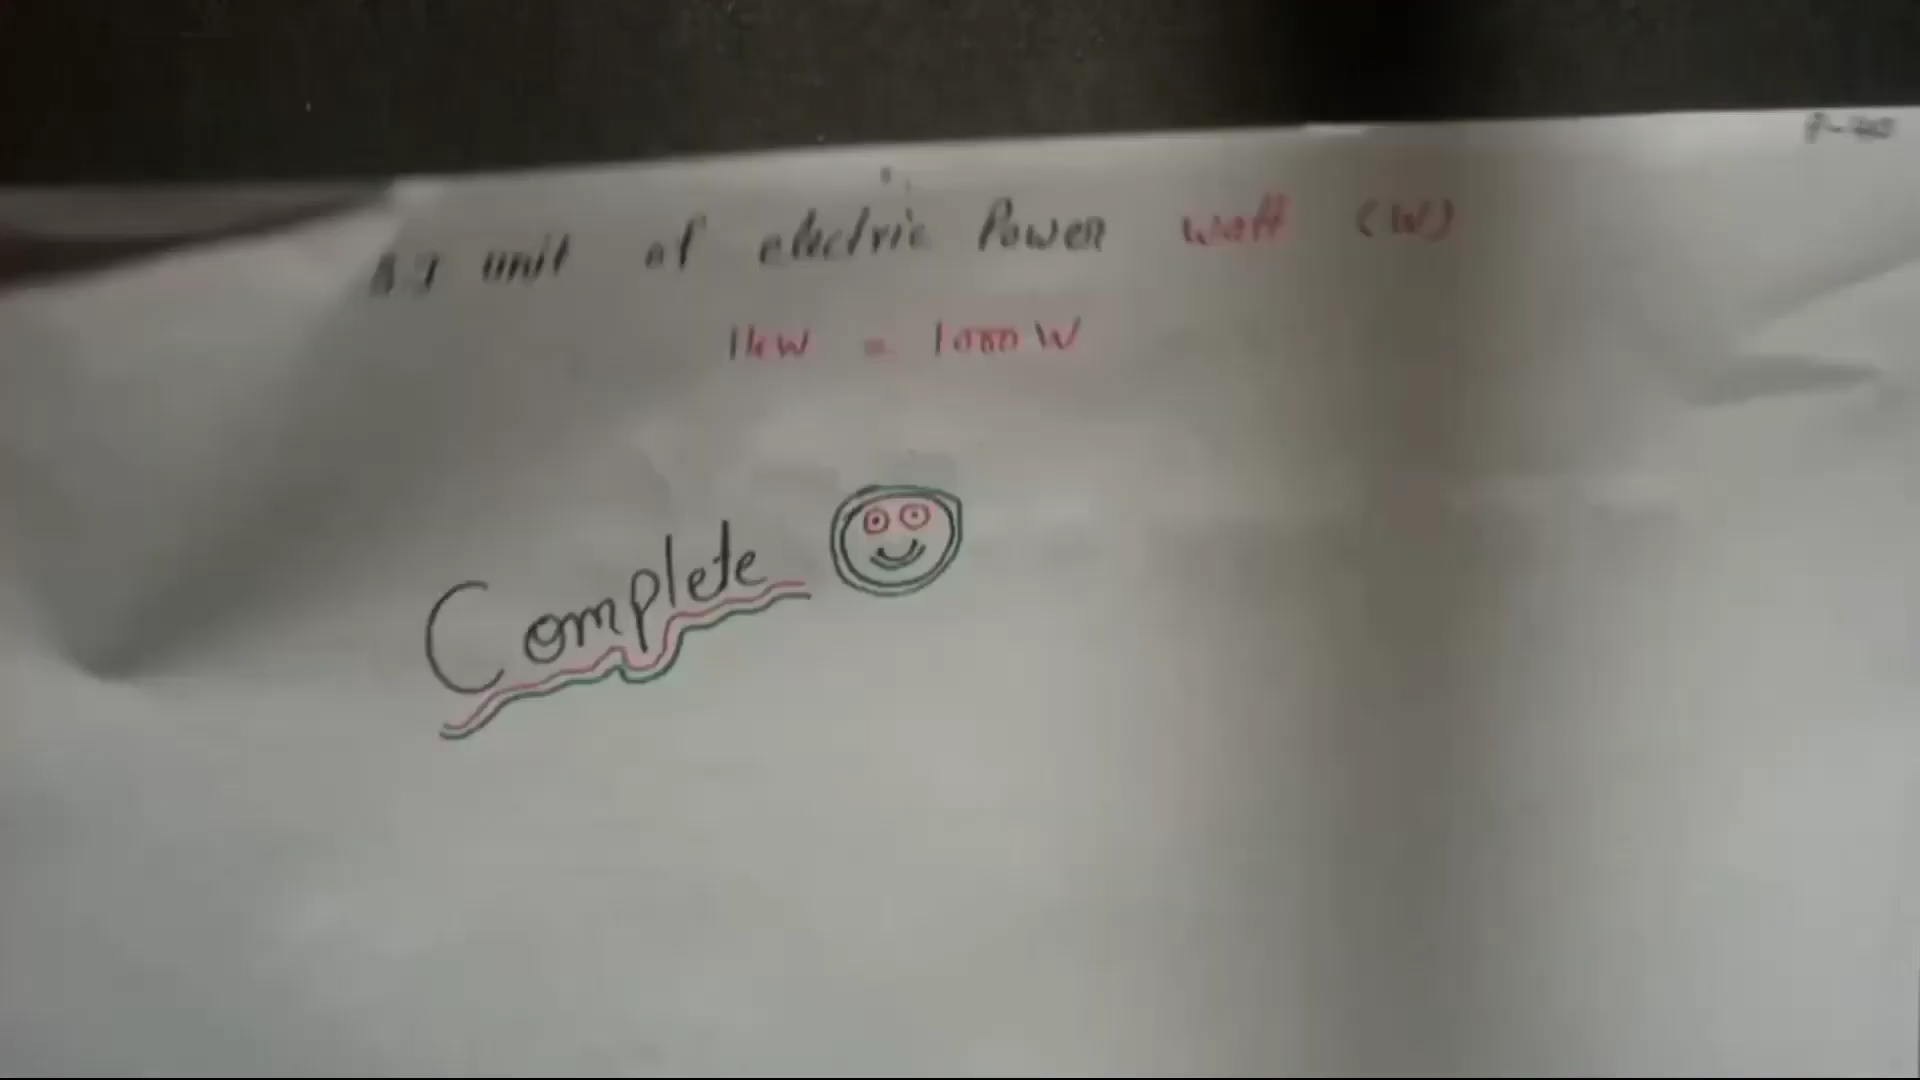 S.I unit of electric Power watt (W)
1kW = 1000 W
Complete